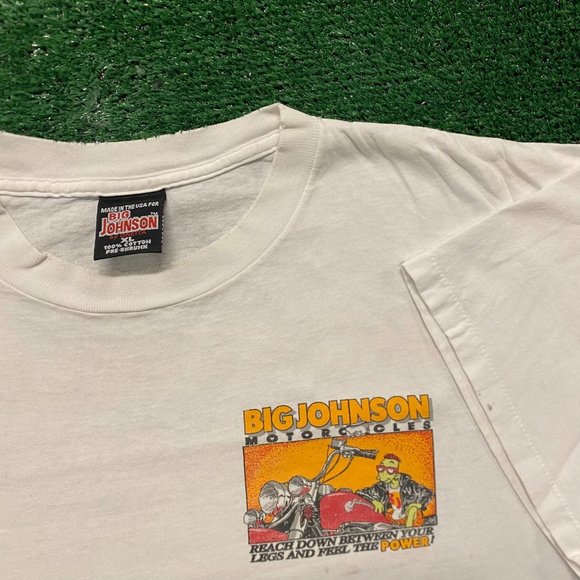 MADE IN THE USA FOR
BIG
JOHNSON™
XL
100% COTTON
PRE-SHRUNK
BIG JOHNSON
MOTORCYCLES
REACH DOWN BETWEEN YOUR
LEGS AND FEEL THE POWER!